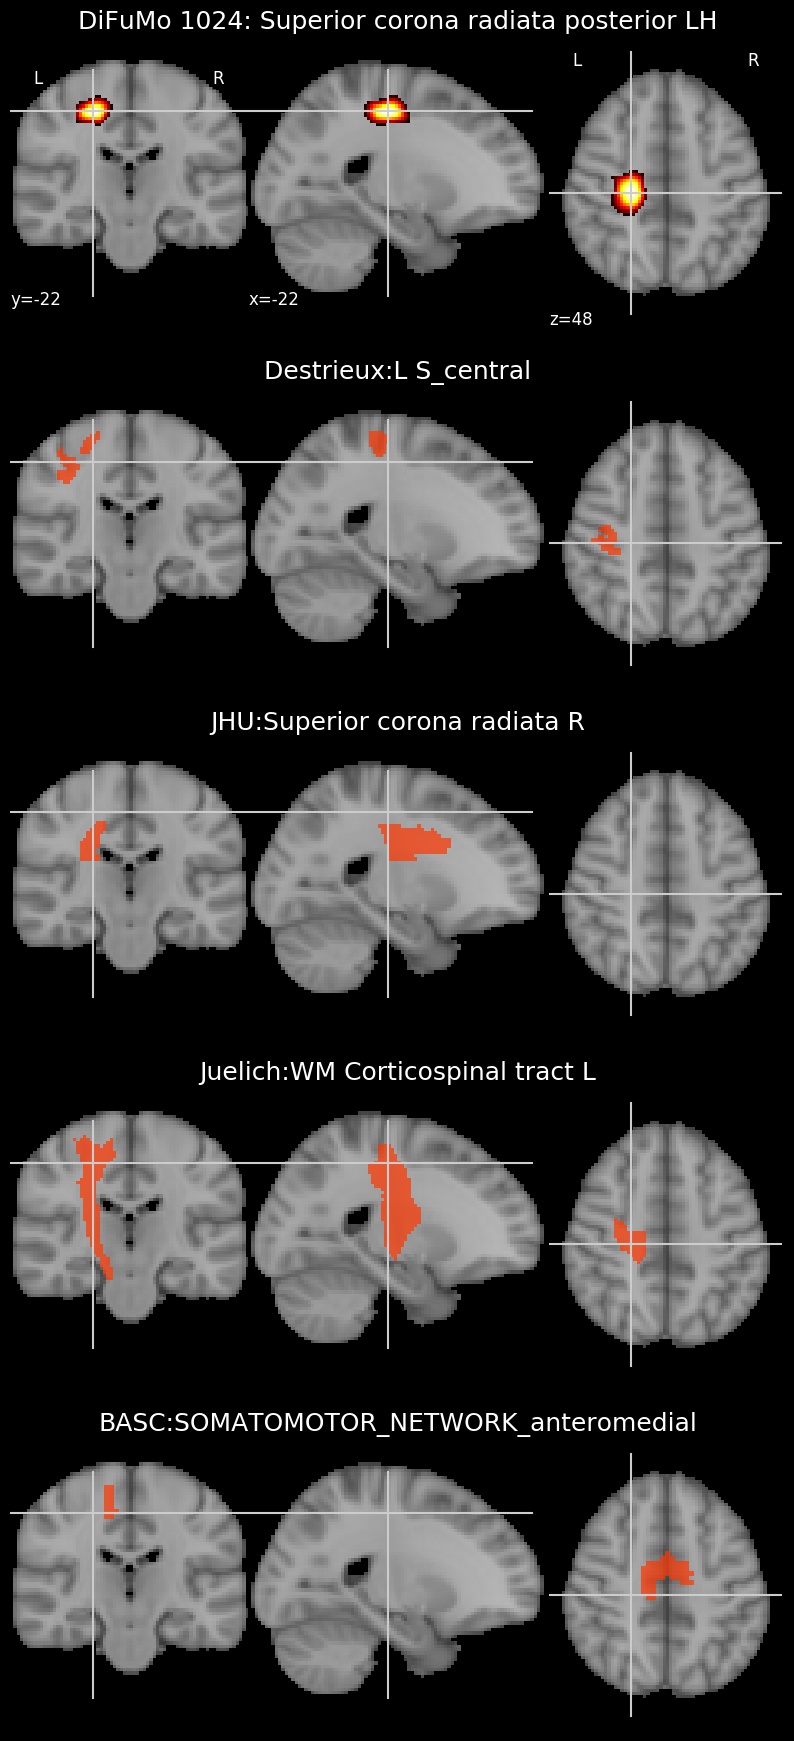 DiFuMo 1024: Superior corona radiata posterior LH
L R L R
y=-22 x=-22 z=48
Destrieux:L S_central
JHU:Superior corona radiata R
Juelich:WM Corticospinal tract L
BASC:SOMATOMOTOR_NETWORK_anteromedial